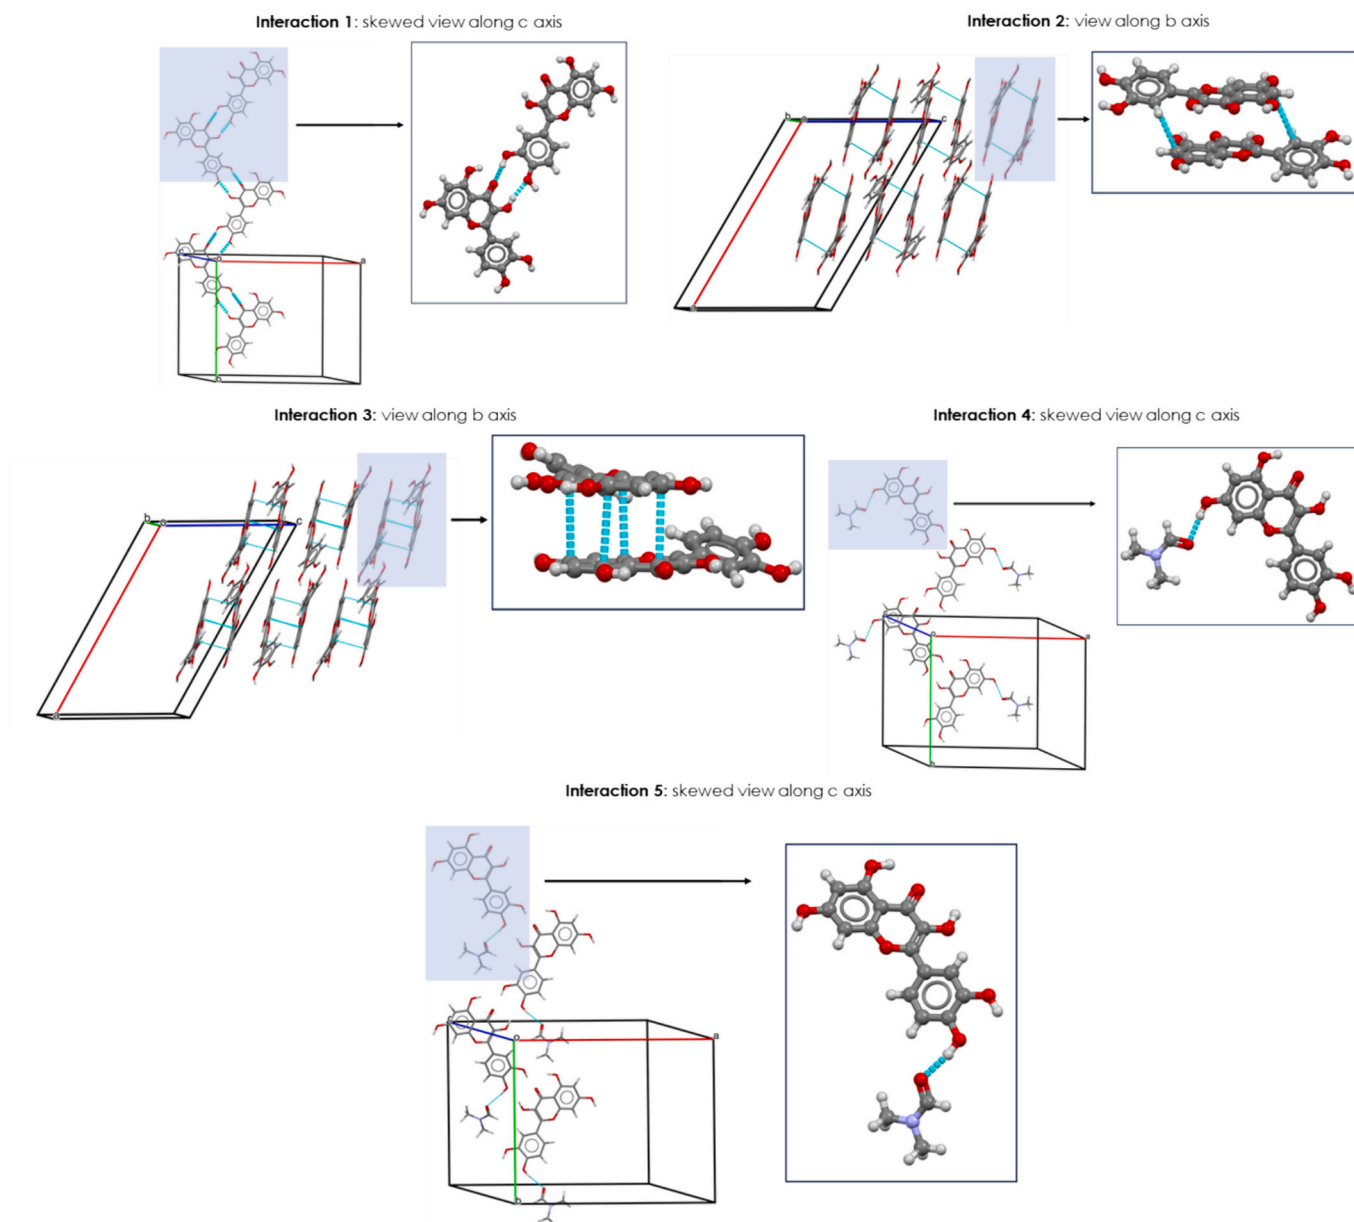 Interaction 1: skewed view along c axis
Interaction 2: view along b axis
a
b
b
c
a
Interaction 3: view along b axis
Interaction 4: skewed view along c axis
b
c
a
o
a
b
Interaction 5: skewed view along c axis
c
o
a
b